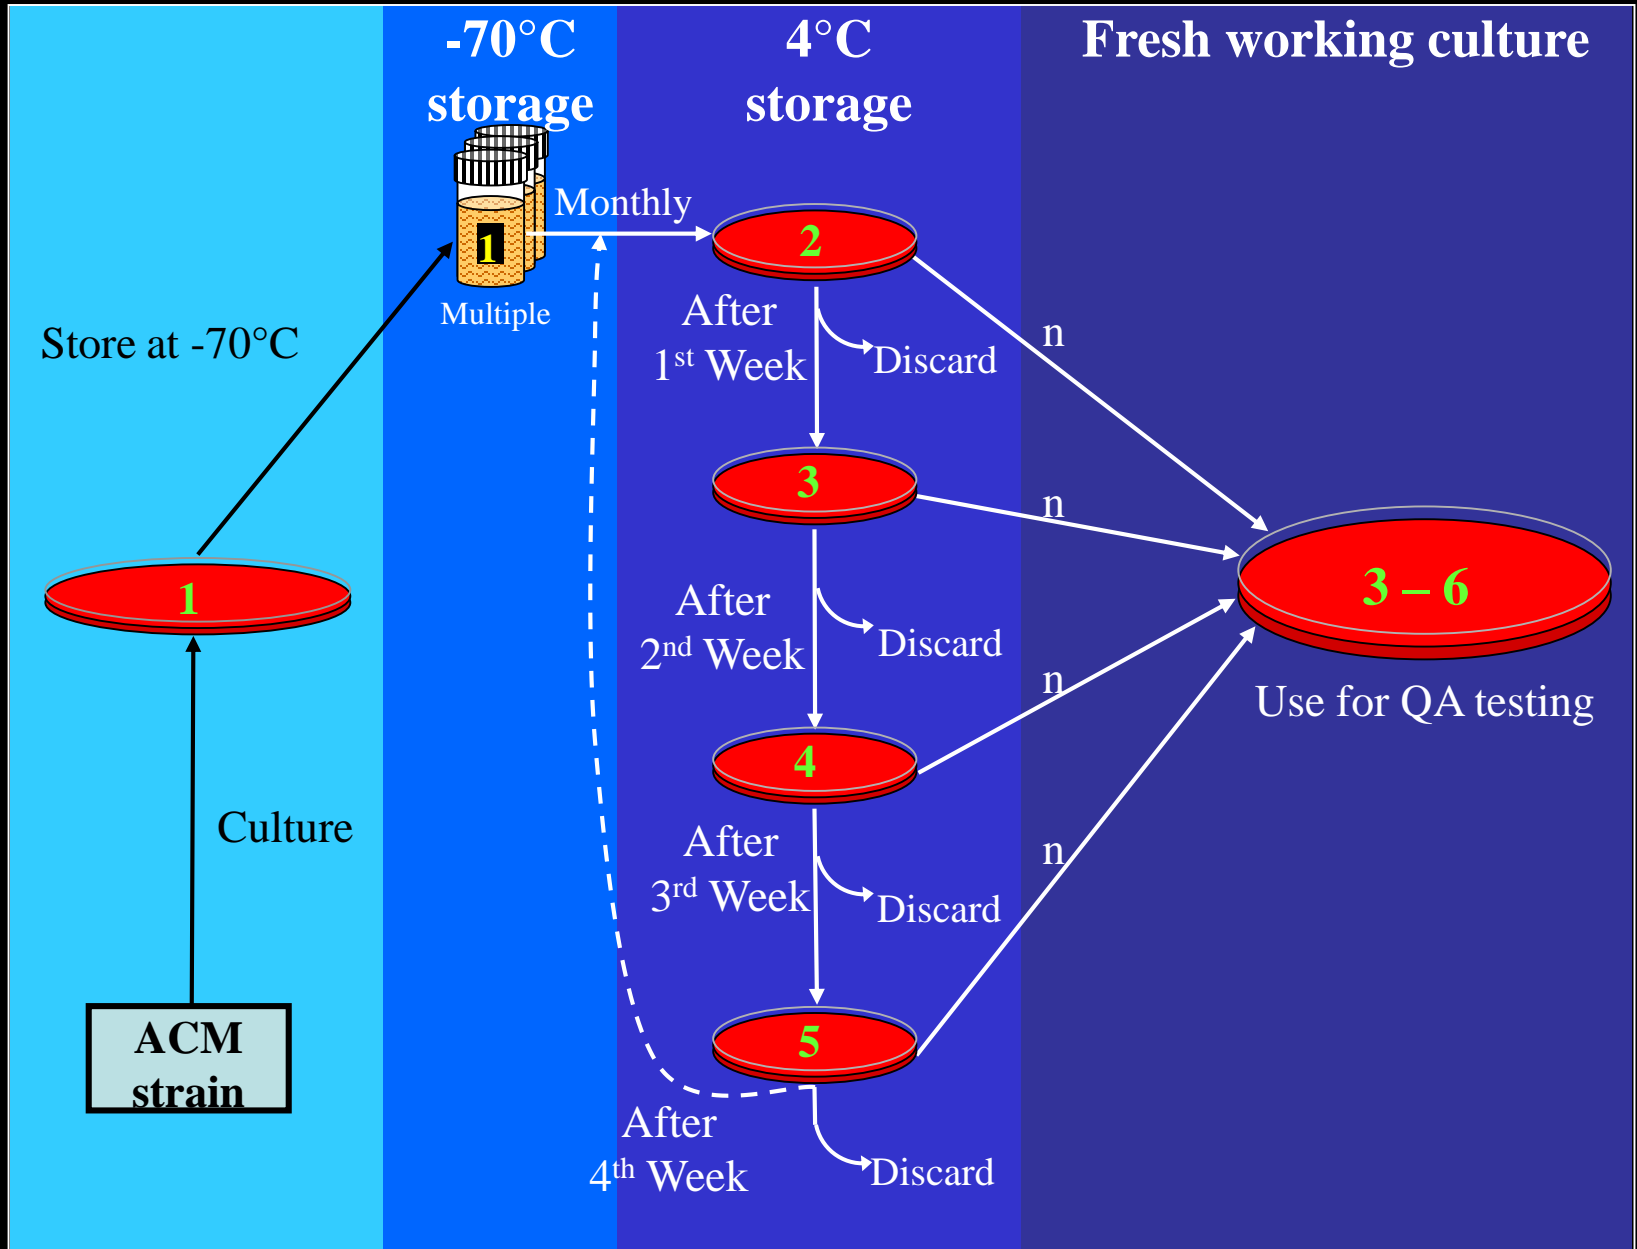 -70°C
storage
4°C
storage
Fresh working culture
1
Multiple
Monthly
2
After
1st Week
Discard
n
Store at -70°C
3
n
1
After
2nd Week
Discard
3 – 6
n
Use for QA testing
4
Culture
After
3rd Week
Discard
n
ACM
strain
5
After
4th Week
Discard